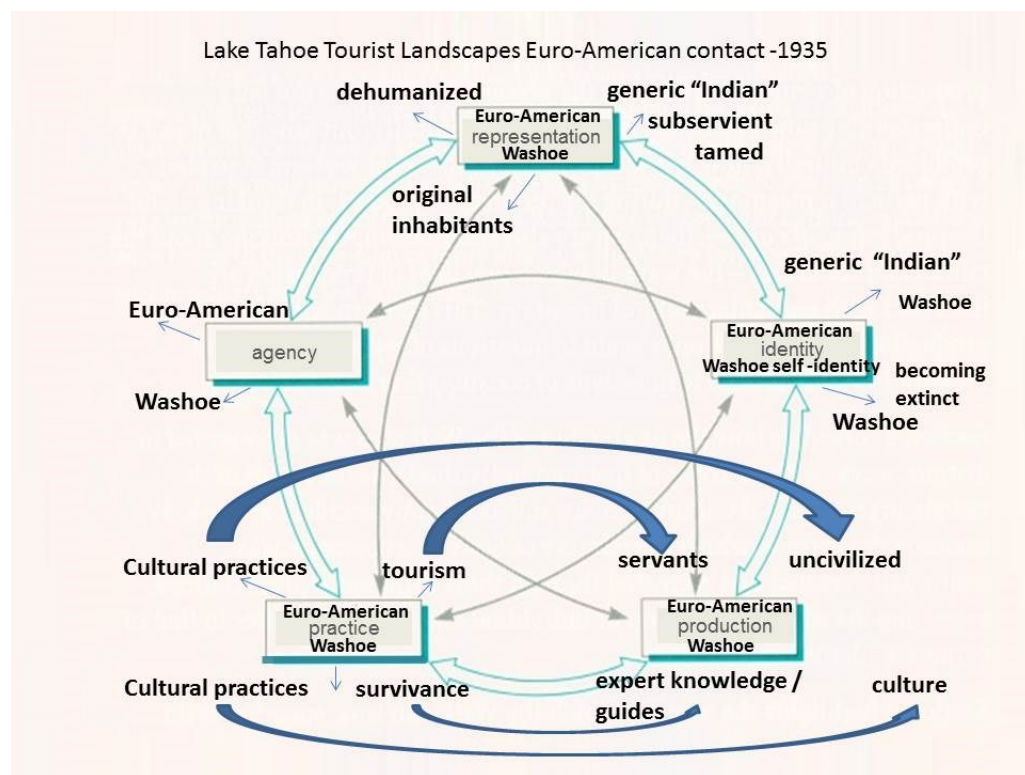 Lake Tahoe Tourist Landscapes Euro-American contact -1935
dehumanized
generic “Indian”
subservient
tamed
Euro-American
representation
Washoe
original
inhabitants
generic “Indian”
Washoe
Euro-American
agency
Washoe
Euro-American
identity
Washoe self -identity
becoming
extinct
Washoe
Cultural practices
tourism
servants
uncivilized
Euro-American
practice
Washoe
Euro-American
production
Washoe
Cultural practices
survivance
expert knowledge /
guides
culture